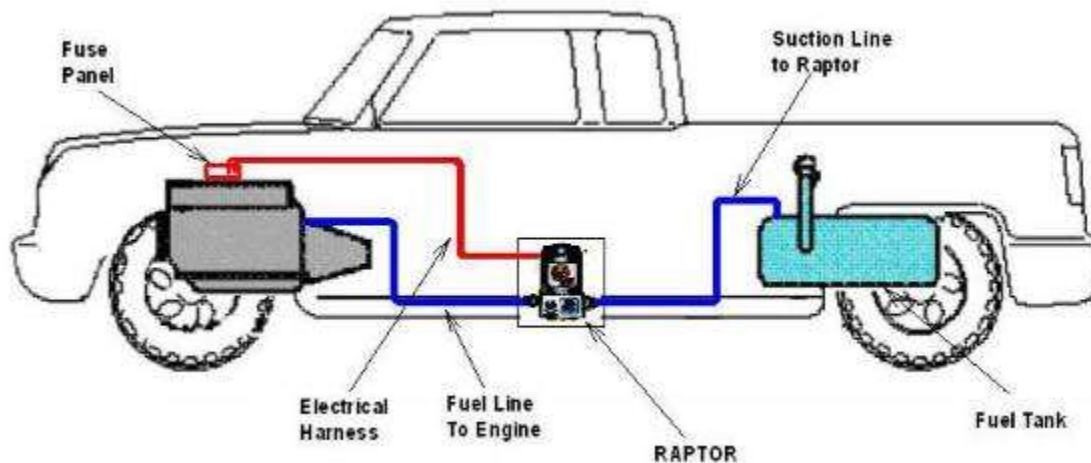 Fuse
Panel
Suction Line
to Raptor
Electrical
Harness
Fuel Line
To Engine
RAPTOR
Fuel Tank